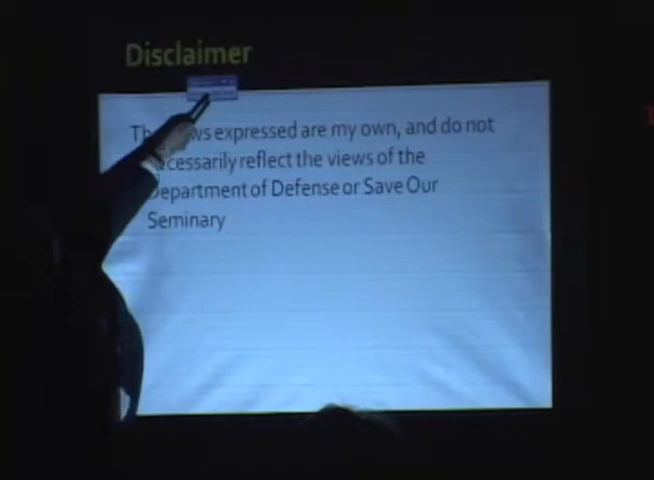 Disclaimer
expressed are my own, and do not
reflect the views of the
Department of Defense or Save Our
Seminary